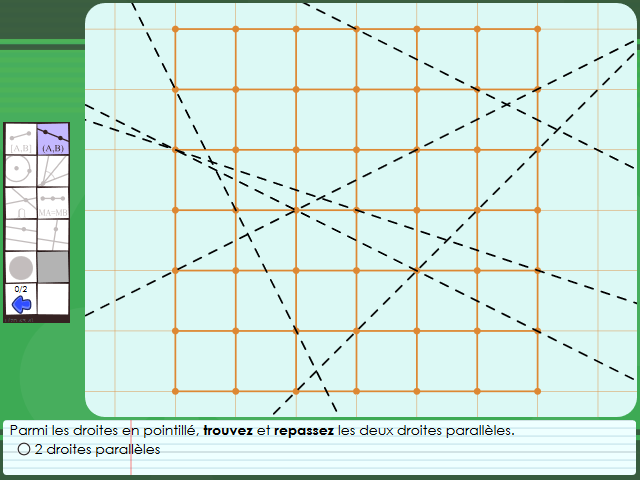 [A,B]
(A,B)
MA=MB
0/2
Parmi les droites en pointillé, trouvez et repassez les deux droites parallèles.
2 droites parallèles